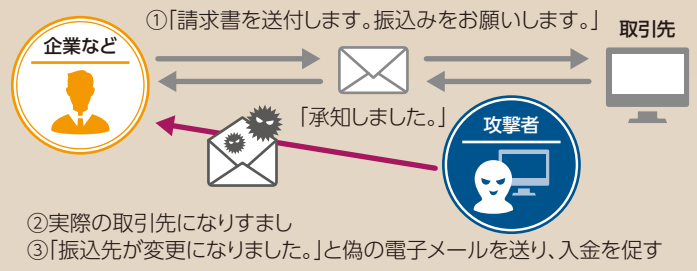 ①「請求書を送付します。振込みをお願いします。」
取引先
企業など
「承知しました。」
攻撃者
②実際の取引先になりすまし
③「振込先が変更になりました。」と偽の電子メールを送り、入金を促す